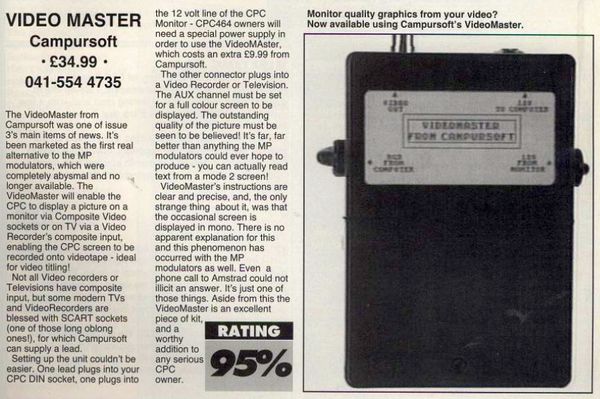 VIDEO MASTER
Campursoft
• £34.99 •
041-554 4735
The VideoMaster from
Campursoft was one of issue
3's main items of news. It's
been marketed as the first real
alternative to the MP
modulators, which were
completely abysmal and no
longer available. The
VideoMaster will enable the
CPC to display a picture on a
monitor via Composite Video
sockets or on TV via a Video
Recorder's composite input,
enabling the CPC screen to be
recorded onto videotape - ideal
for video titling!
Not all Video recorders or
Televisions have composite
input, but some modern TVs
and VideoRecorders are
blessed with SCART sockets
(one of those long oblong
ones!), for which Campursoft
can supply a lead.
Setting up the unit couldn't be
easier. One lead plugs into your
CPC DIN socket, one plugs into
the 12 volt line of the CPC
Monitor - CPC464 owners will
need a special power supply in
order to use the VideoMAster,
which costs an extra £9.99 from
Campursoft.
The other connector plugs into
a Video Recorder or Television.
The AUX channel must be set
for a full colour screen to be
displayed. The outstanding
quality of the picture must be
seen to be believed! It's far, far
better than anything the MP
modulators could ever hope to
produce - you can actually read
text from a mode 2 screen!
VideoMaster's instructions are
clear and precise, and, the only
strange thing about it, was that
the occasional screen is
displayed in mono. There is no
apparent explanation for this
and this phenomenon has
occurred with the MP
modulators as well. Even a
phone call to Amstrad could not
illicit an answer. It's just one of
those things. Aside from this the
VideoMaster is an excellent
piece of kit,
and a
worthy
addition to
any serious
CPC
owner.
RATING
95%
Monitor quality graphics from your video?
Now available using Campursoft's VideoMaster.
VIDEO
OUT
12V
TO COMPUTER
VIDEOMASTER
FROM CAMPURSOFT
RGB
FROM
COMPUTER
12V
FROM
MONITOR